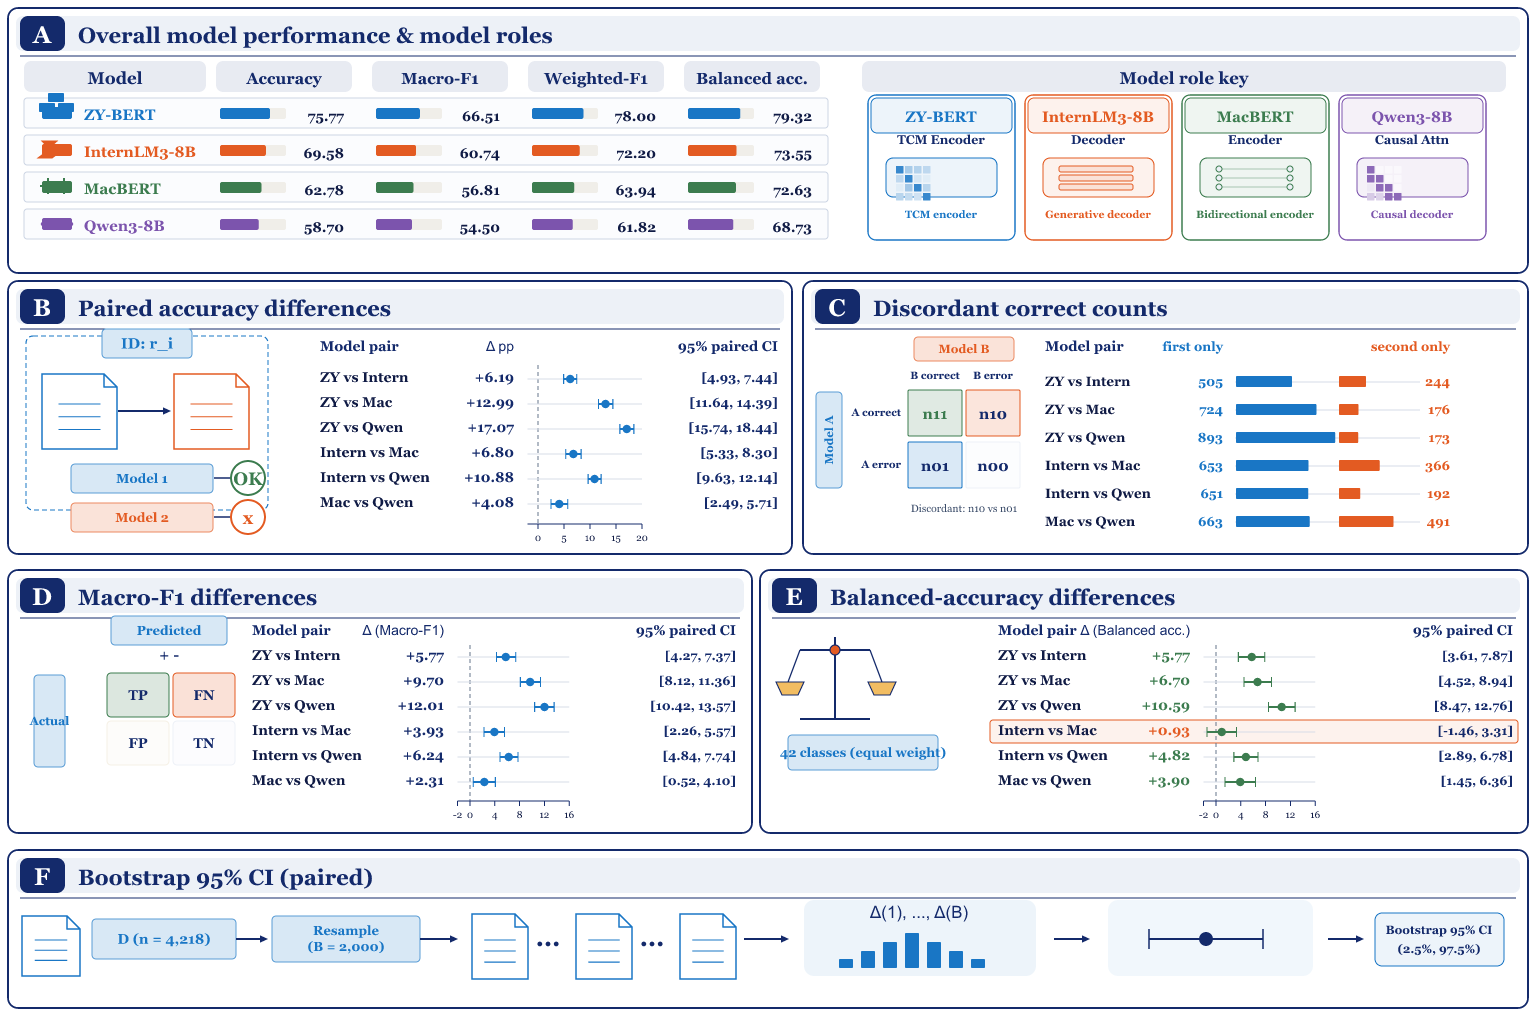 A Overall model performance & model roles
Model Accuracy Macro-F1 Weighted-F1 Balanced acc.
ZY-BERT 75.77 66.51 78.00 79.32
InternLM3-8B 69.58 60.74 72.20 73.55
MacBERT 62.78 56.81 63.94 72.63
Qwen3-8B 58.70 54.50 61.82 68.73
Model role key
ZY-BERT InternLM3-8B MacBERT Qwen3-8B
TCM Encoder Decoder Encoder Causal Attn
TCM encoder Generative decoder Bidirectional encoder Causal decoder
B Paired accuracy differences
ID: r_i
Model 1 OK
Model 2 x
Model pair Δ pp 95% paired CI
ZY vs Intern +6.19 [4.93, 7.44]
ZY vs Mac +12.99 [11.64, 14.39]
ZY vs Qwen +17.07 [15.74, 18.44]
Intern vs Mac +6.80 [5.33, 8.30]
Intern vs Qwen +10.88 [9.63, 12.14]
Mac vs Qwen +4.08 [2.49, 5.71]
0 5 10 15 20
C Discordant correct counts
Model B
B correct B error
Model A
A correct n11 n10
A error n01 n00
Discordant: n10 vs n01
Model pair first only second only
ZY vs Intern 505 244
ZY vs Mac 724 176
ZY vs Qwen 893 173
Intern vs Mac 653 366
Intern vs Qwen 651 192
Mac vs Qwen 663 491
D Macro-F1 differences
Predicted
+ -
Actual
TP FN
FP TN
Model pair Δ (Macro-F1) 95% paired CI
ZY vs Intern +5.77 [4.27, 7.37]
ZY vs Mac +9.70 [8.12, 11.36]
ZY vs Qwen +12.01 [10.42, 13.57]
Intern vs Mac +3.93 [2.26, 5.57]
Intern vs Qwen +6.24 [4.84, 7.74]
Mac vs Qwen +2.31 [0.52, 4.10]
-2 0 4 8 12 16
E Balanced-accuracy differences
42 classes (equal weight)
Model pair Δ (Balanced acc.) 95% paired CI
ZY vs Intern +5.77 [3.61, 7.87]
ZY vs Mac +6.70 [4.52, 8.94]
ZY vs Qwen +10.59 [8.47, 12.76]
Intern vs Mac +0.93 [-1.46, 3.31]
Intern vs Qwen +4.82 [2.89, 6.78]
Mac vs Qwen +3.90 [1.45, 6.36]
-2 0 4 8 12 16
F Bootstrap 95% CI (paired)
D (n = 4,218)
Resample
(B = 2,000)
Δ(1), ..., Δ(B)
Bootstrap 95% CI
(2.5%, 97.5%)